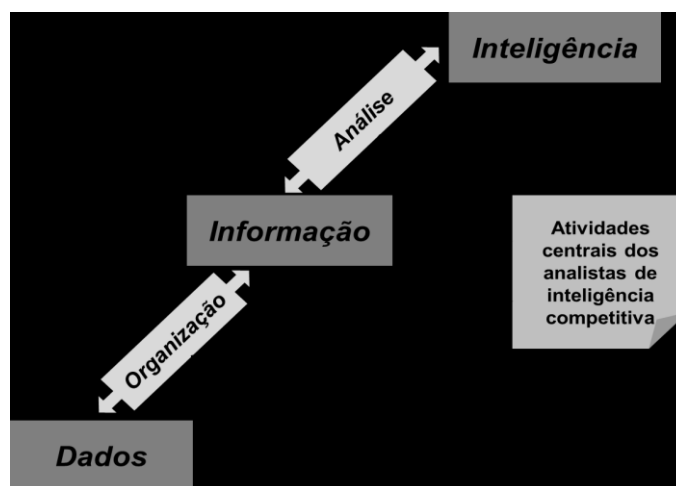 Inteligência
Análise
Informação
Atividades
centrais dos
analistas de
inteligência
competitiva
Organização
Dados